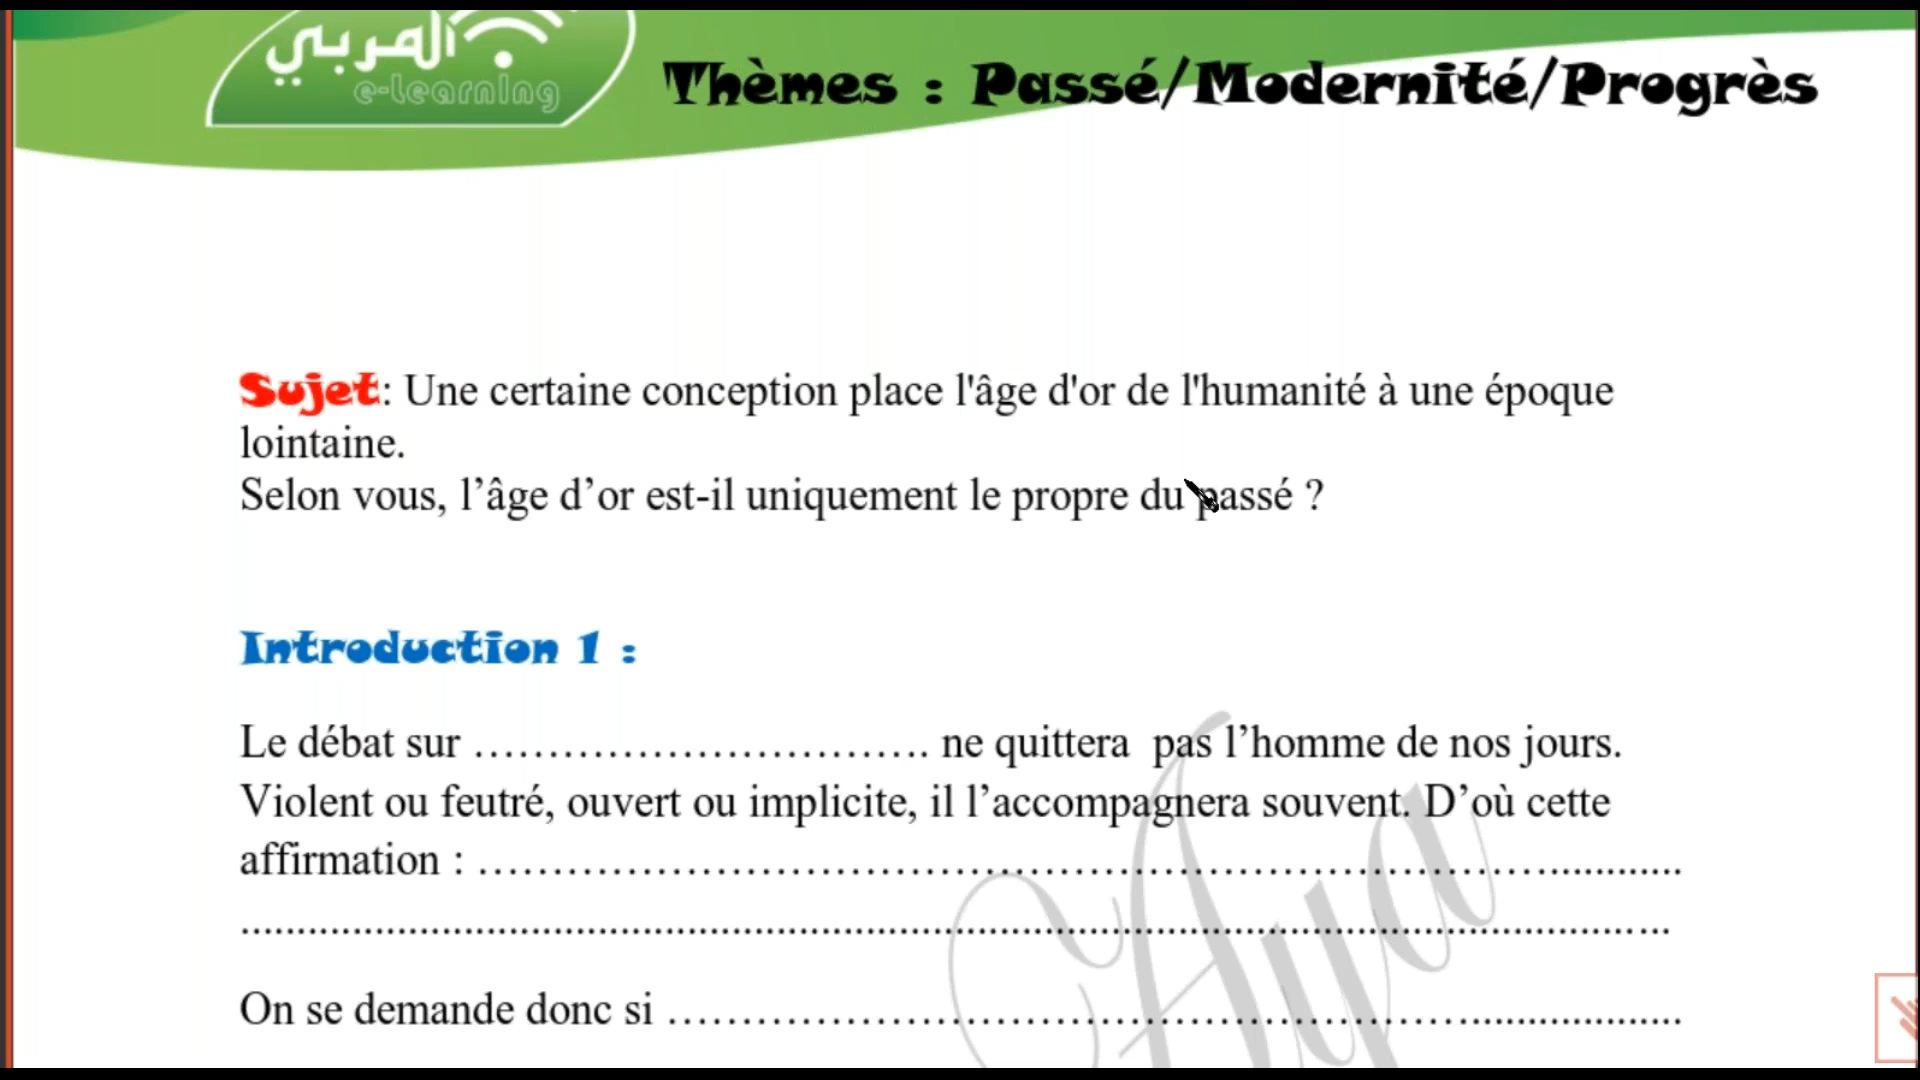 العربي
e-learning
Thèmes : Passé/Modernité/Progrès
Sujet: Une certaine conception place l'âge d'or de l'humanité à une époque
lointaine.
Selon vous, l’âge d’or est-il uniquement le propre du passé ?
Introduction 1 :
Le débat sur …………………………. ne quittera pas l’homme de nos jours.
Violent ou feutré, ouvert ou implicite, il l’accompagnera souvent. D’où cette
affirmation : ………………………………………………………………............
........................................................................................................................
On se demande donc si ……………………………………………...................
Aya